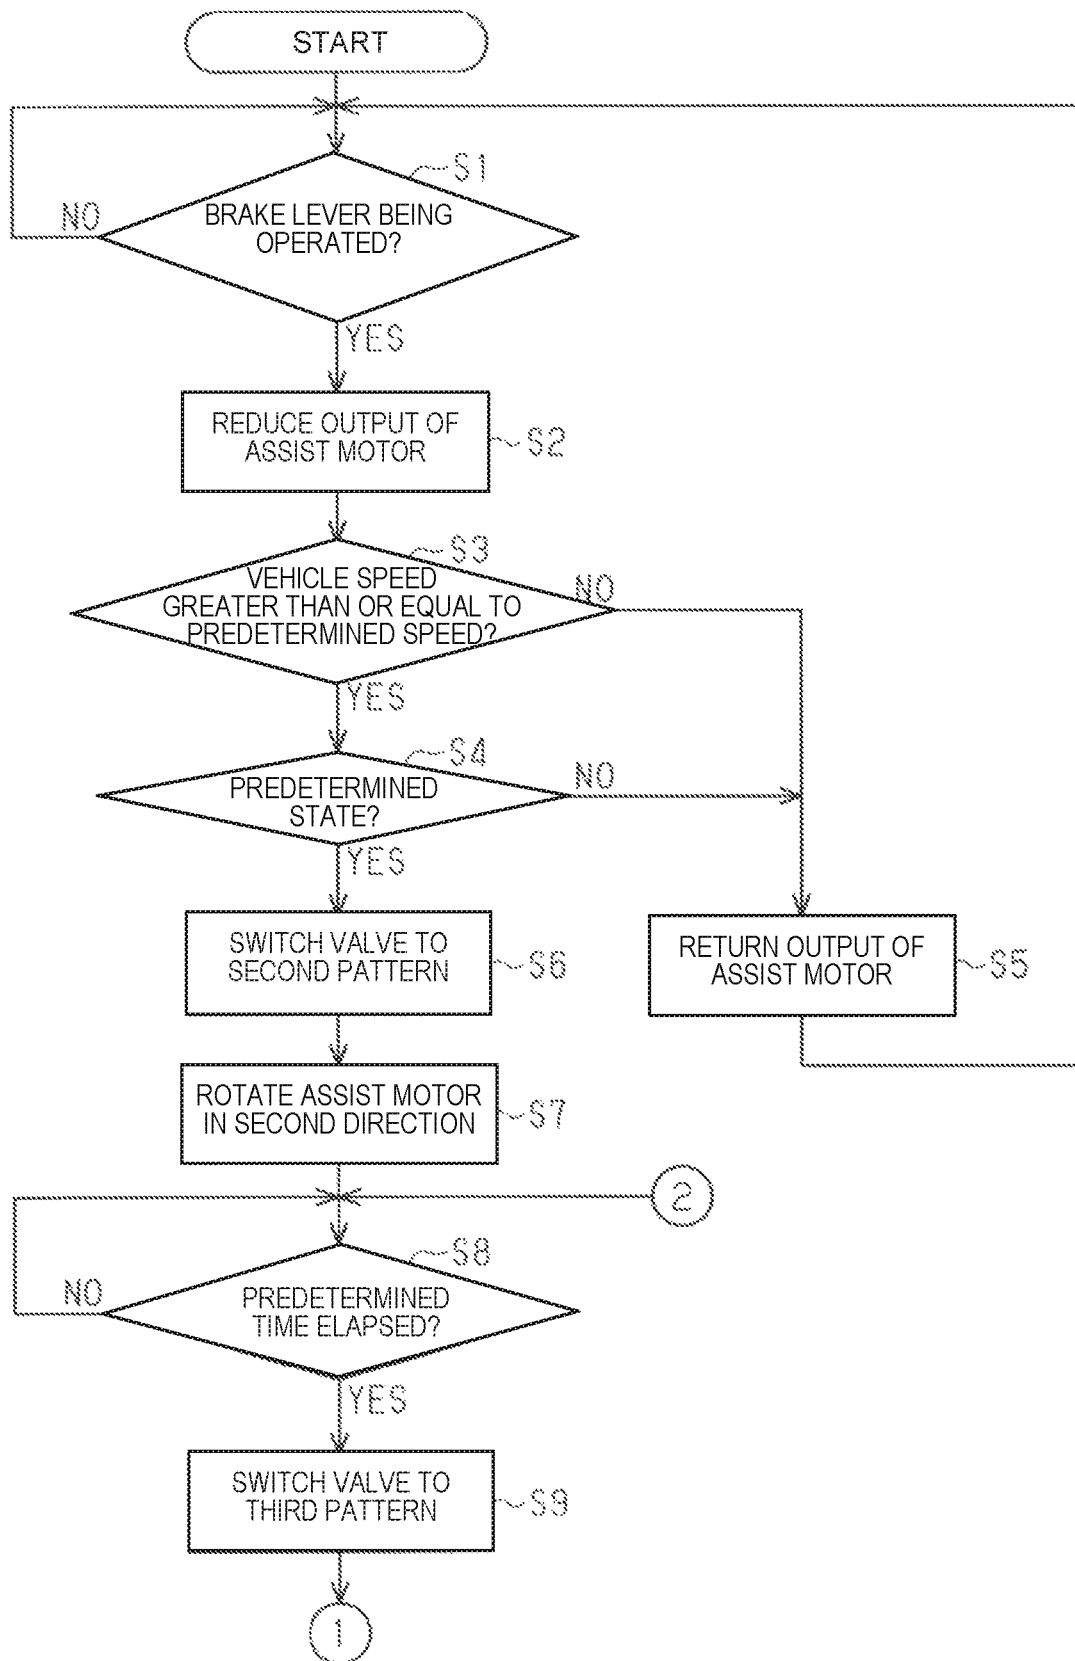 START
S1
NO
BRAKE LEVER BEING
OPERATED?
YES
REDUCE OUTPUT OF
ASSIST MOTOR
S2
S3
NO
VEHICLE SPEED
GREATER THAN OR EQUAL TO
PREDETERMINED SPEED?
YES
S4
NO
PREDETERMINED
STATE?
YES
SWITCH VALVE TO
SECOND PATTERN
S6
RETURN OUTPUT OF
ASSIST MOTOR
S5
ROTATE ASSIST MOTOR
IN SECOND DIRECTION
S7
2
S8
NO
PREDETERMINED
TIME ELAPSED?
YES
SWITCH VALVE TO
THIRD PATTERN
S9
1